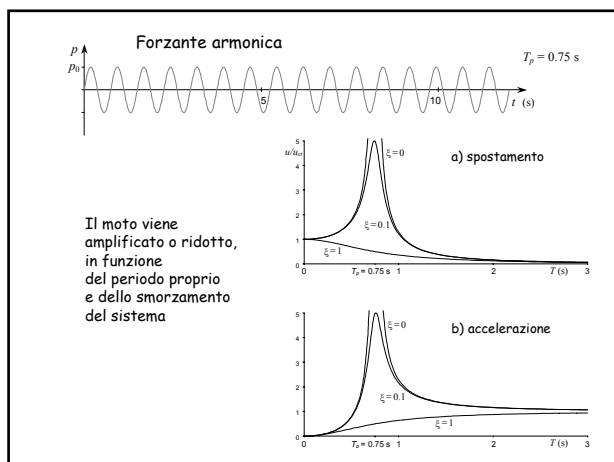 Forzante armonica
p
p0
Tp = 0.75 s
5
10
t (s)
u/ust
a) spostamento
5
4
3
2
1
0
ξ=0
ξ=0.1
ξ=1
0
Tp = 0.75 s
1
2
T (s)
3
Il moto viene
amplificato o ridotto,
in funzione
del periodo proprio
e dello smorzamento
del sistema
b) accelerazione
5
4
3
2
1
0
ξ=0
ξ=0.1
ξ=1
0
Tp = 0.75 s
1
2
T (s)
3